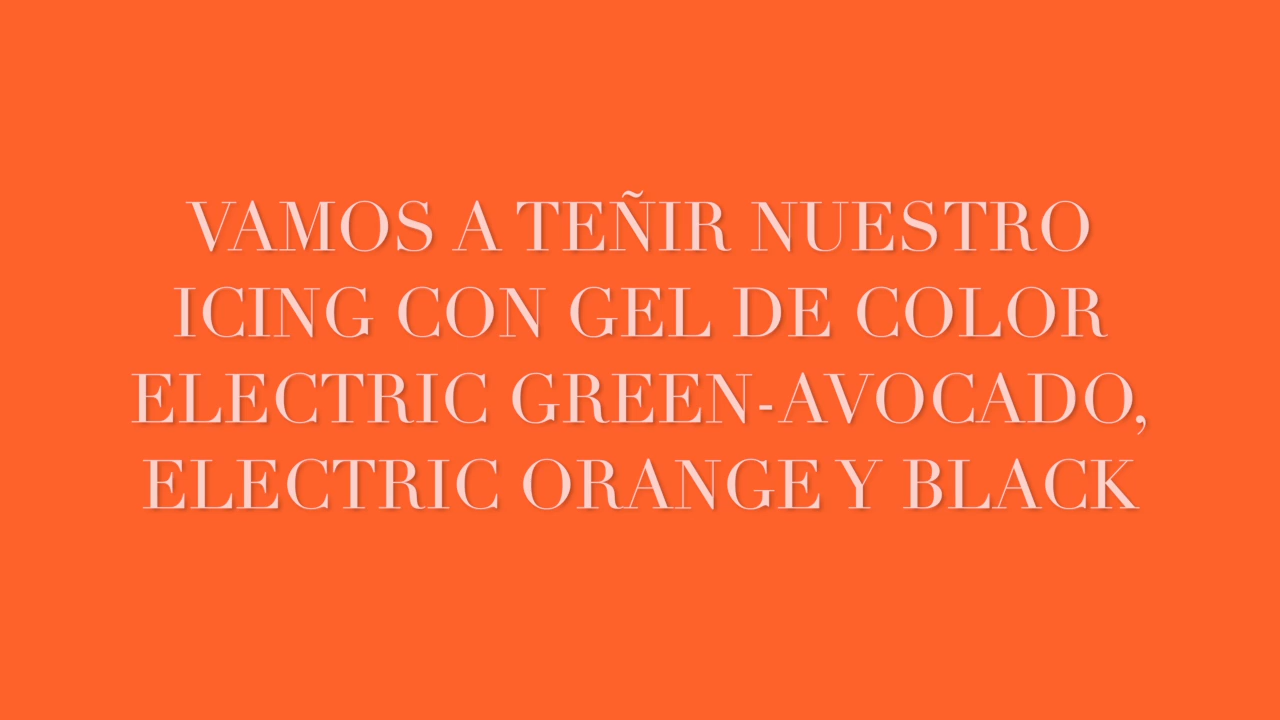 VAMOS A TEÑIR NUESTRO
ICING CON GEL DE COLOR
ELECTRIC GREEN-AVOCADO,
ELECTRIC ORANGE Y BLACK